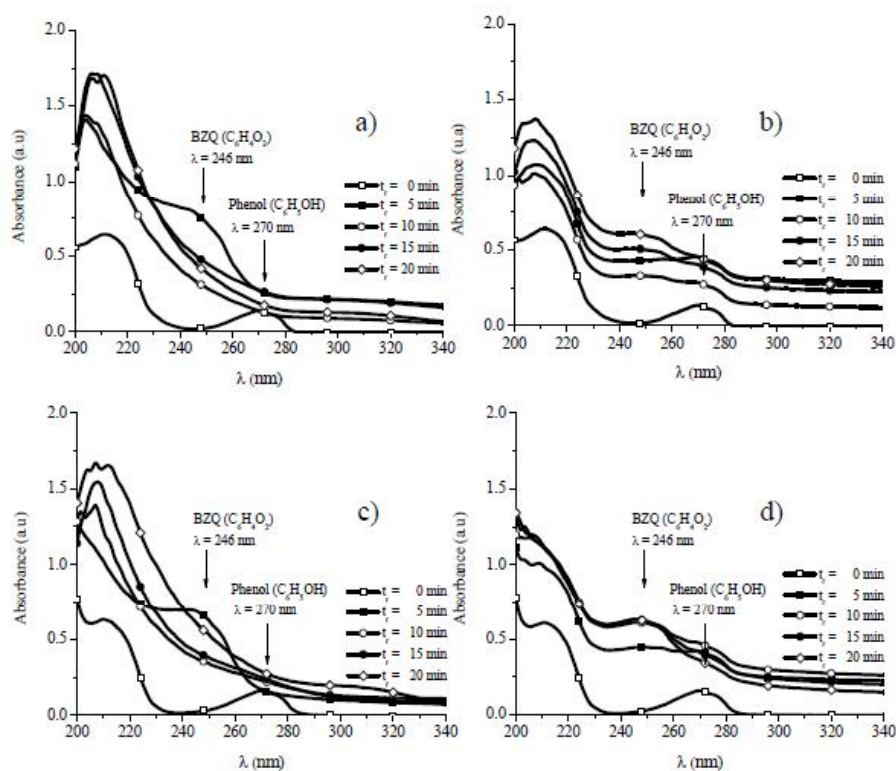 2.0
1.5
1.0
0.5
0.0
Absorbance (a.u)
a)
BZQ (C₆H₄O₂)
λ = 246 nm
Phenol (C₆H₅OH)
λ = 270 nm
tᵣ = 0 min
tᵣ = 5 min
tᵣ = 10 min
tᵣ = 15 min
tᵣ = 20 min
200 220 240 260 280 300 320 340
λ (nm)
2.0
1.5
1.0
0.5
0.0
Absorbance (u.a)
b)
BZQ (C₆H₄O₂)
λ = 246 nm
Phenol (C₆H₅OH)
λ = 270 nm
tᵣ = 0 min
tᵣ = 5 min
tᵣ = 10 min
tᵣ = 15 min
tᵣ = 20 min
200 220 240 260 280 300 320 340
λ (nm)
2.0
1.5
1.0
0.5
0.0
Absorbance (a.u)
c)
BZQ (C₆H₄O₂)
λ = 246 nm
Phenol (C₆H₅OH)
λ = 270 nm
tᵣ = 0 min
tᵣ = 5 min
tᵣ = 10 min
tᵣ = 15 min
tᵣ = 20 min
200 220 240 260 280 300 320 340
λ (nm)
2.0
1.5
1.0
0.5
0.0
Absorbance (a.u)
d)
BZQ (C₆H₄O₂)
λ = 246 nm
Phenol (C₆H₅OH)
λ = 270 nm
tᵣ = 0 min
tᵣ = 5 min
tᵣ = 10 min
tᵣ = 15 min
tᵣ = 20 min
200 220 240 260 280 300 320 340
λ (nm)